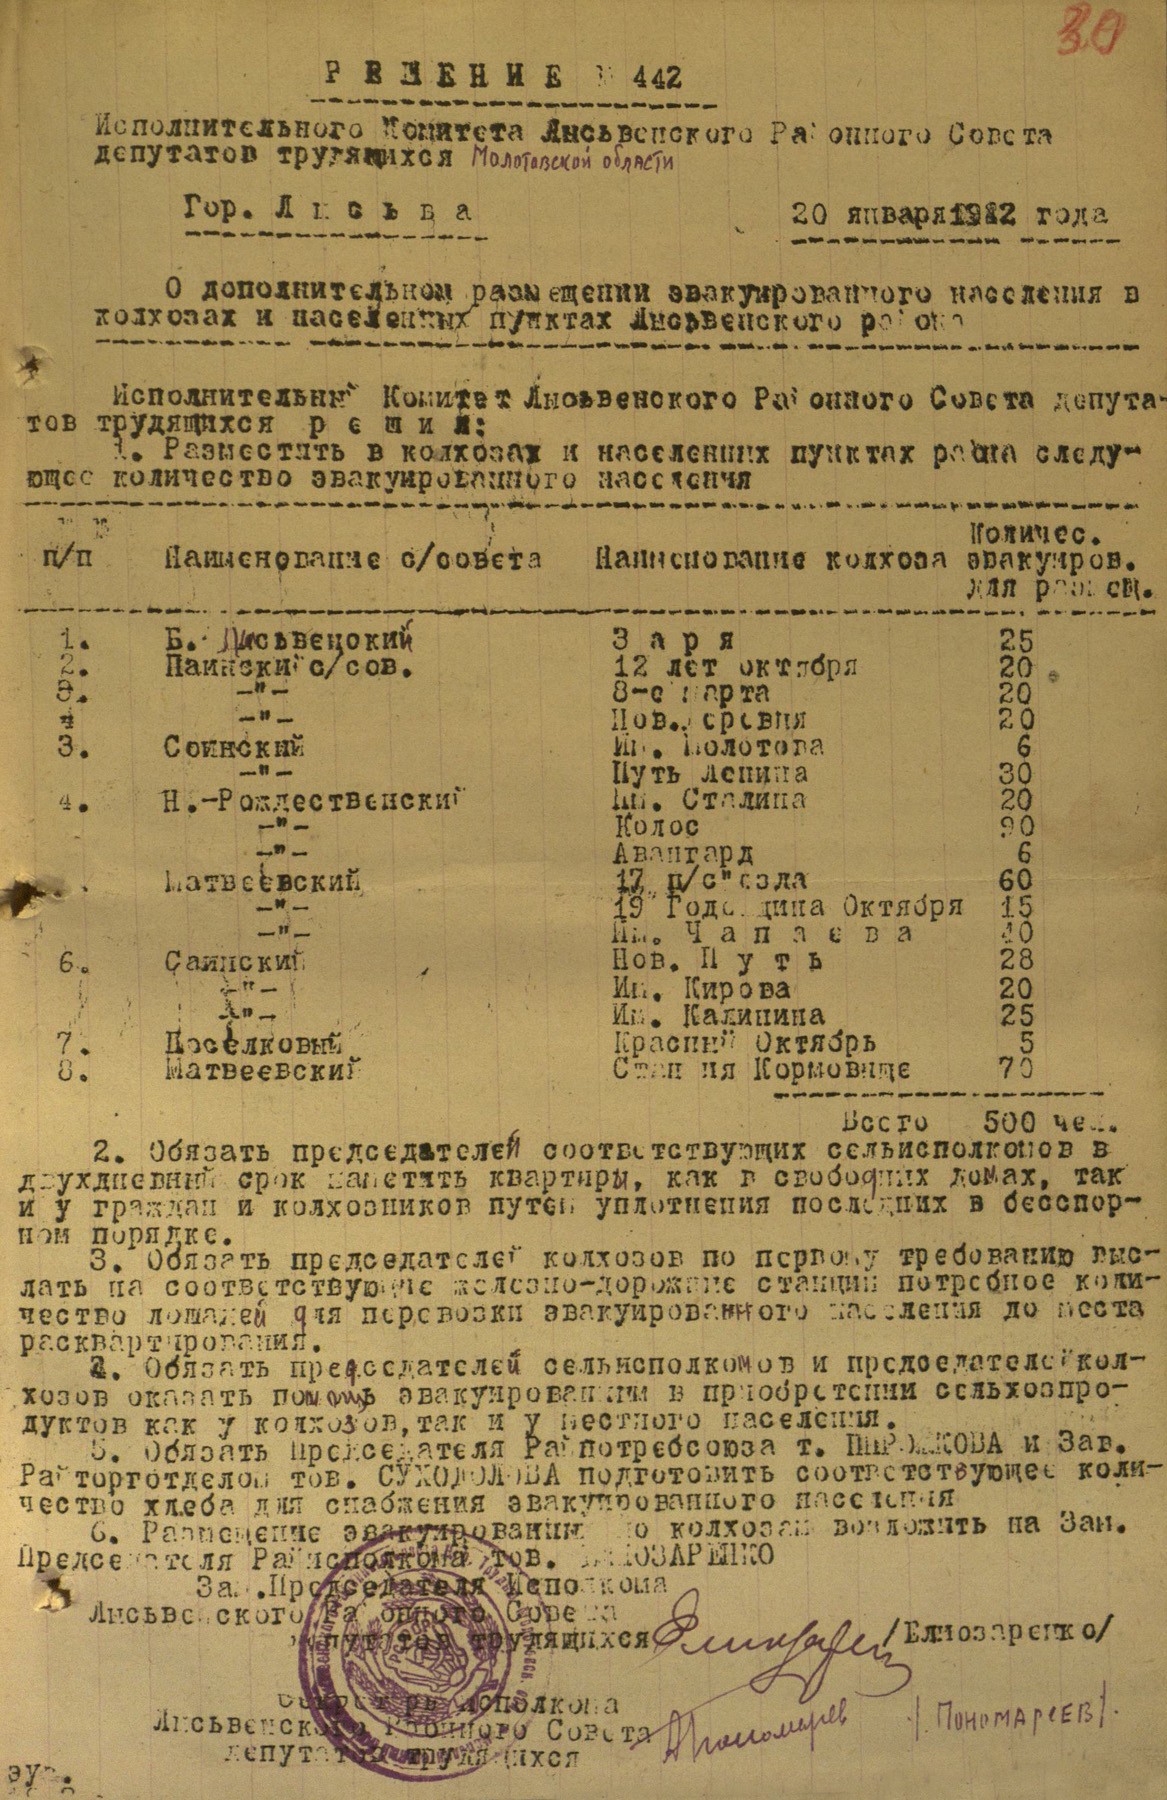 30
РЕШЕНИЕ № 442
Исполнительного Комитета Лысьвенского Районного Совета
депутатов трудящихся Молотовской области
Гор. Лысьва
20 января 1942 года
О дополнительном размещении эвакуированного населения в
колхозах и населенных пунктах Лысьвенского района
Исполнительный Комитет Лысьвенского Районного Совета депута-
тов трудящихся решил:
1. Разместить в колхозах и населенных пунктах района следу-
ющее количество эвакуированного населения
Количес.
п/п Наименование с/совета Наименование колхоза эвакуиров.
для размещ.
1. Б. Лысьвенский Заря 25
2. Паинский с/сов. 12 лет октября 20
3. -"- 8-е марта 20
4 -"- Нов. деревня 20
3. Соинский Им. Молотова 6
-"- Путь Ленина 30
4. Н.-Рождественский Им. Сталина 20
-"- Колос 90
-"- Авангард 6
Матвеевский 17 п/с"езда 60
-"- 19 Годовщина Октября 15
-"- Им. Чапаева 40
6. Саинский Нов. Путь 28
-"- Им. Кирова 20
-"- Им. Калинина 25
7. Поселковый Красный Октябрь 5
8. Матвеевский Станция Кормовище 70
Всего 500 чел.
2. Обязать председателей соответствующих сельисполкомов в
двухдневный срок наметить квартиры, как в свободных домах, так
и у граждан и колхозников путем уплотнения последних в бесспор-
ном порядке.
3. Обязать председателей колхозов по первому требованию выс-
лать на соответствующие железно-дорожные станции потребное коли-
чество лошадей для перевозки эвакуированного населения до места
расквартирования.
4. Обязать председателей сельисполкомов и председателей кол-
хозов оказать помощь эвакуированным в приобретении сельхозпро-
дуктов как у колхозов, так и у местного населения.
5. Обязать Председателя Райпотребсоюза т. ПИРОЖКОВА и Зав.
Райторготделом тов. СУХОДОЛОВА подготовить соответствующее коли-
чество хлеба для снабжения эвакуированного населения
6. Размещение эвакуированных по колхозам возложить на Зам.
Председателя Райисполкома тов. ЕЛИОЗАРЕНКО
Зам. Председателя Исполкома
Лысьвенского Районного Совета
депутатов трудящихся /Елиозаренко/
Секретарь Исполкома
Лысьвенского Районного Совета Пономарев /ПОНОМАРЕВ/.
депутатов трудящихся